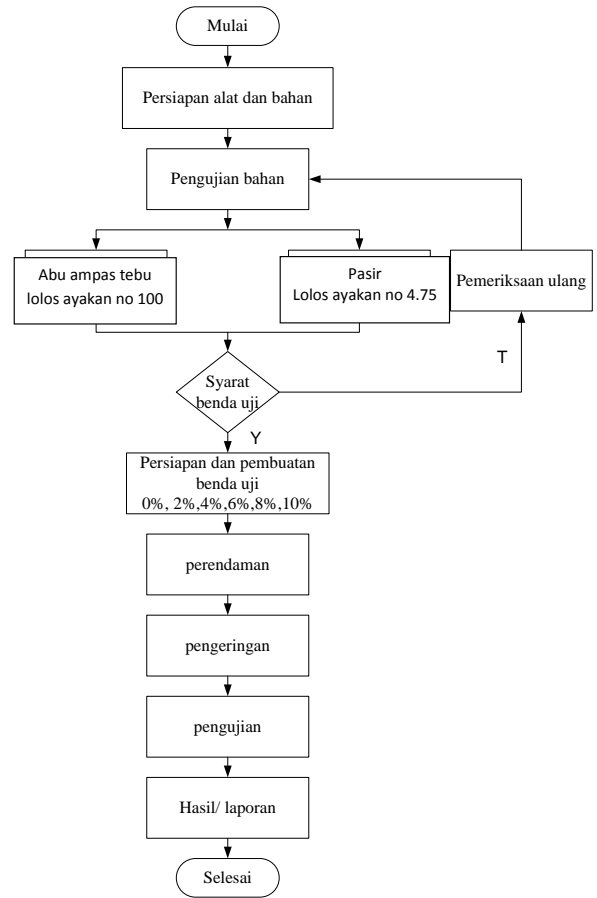 Mulai
Persiapan alat dan bahan
Pengujian bahan
Abu ampas tebu
lolos ayakan no 100
Pasir
Lolos ayakan no 4.75
Pemeriksaan ulang
T
Syarat
benda uji
Y
Persiapan dan pembuatan
benda uji
0%, 2%,4%,6%,8%,10%
perendaman
pengeringan
pengujian
Hasil/ laporan
Selesai